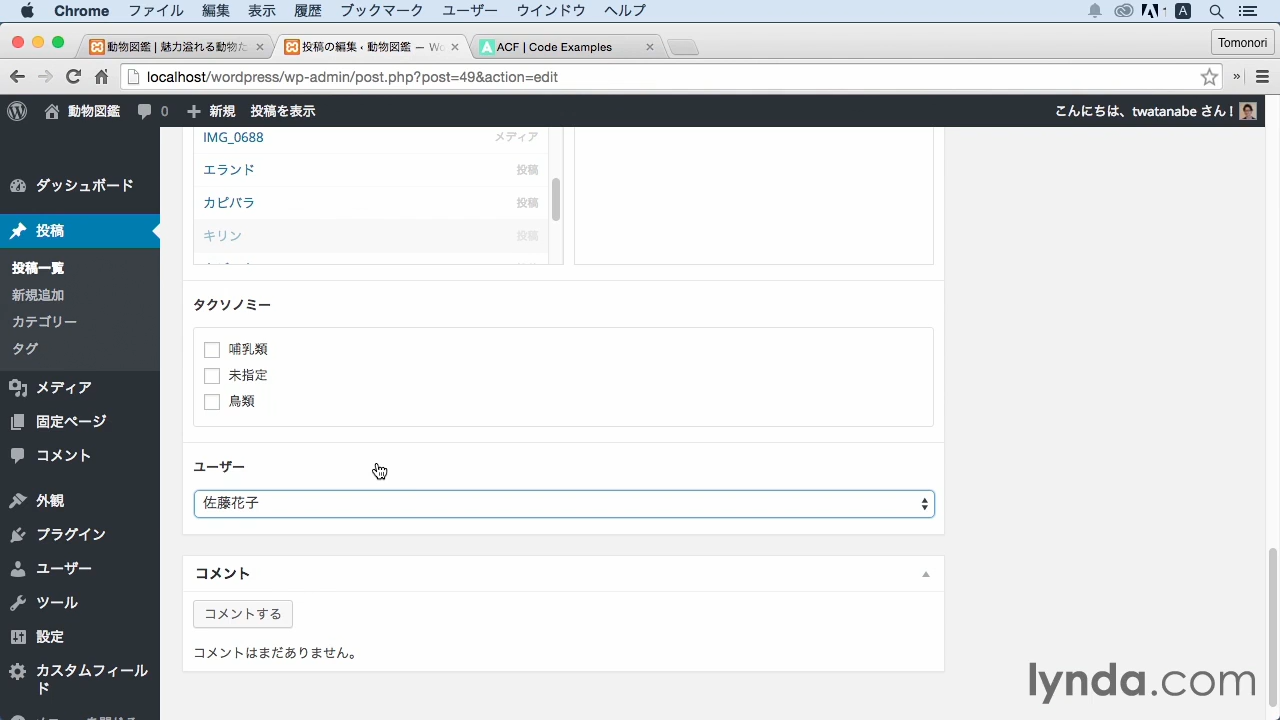 Chrome ファイル 編集 表示 履歴 ブックマーク ユーザー ウインドウ ヘルプ
動物図鑑 | 魅力溢れる動物た
投稿の編集 ‹ 動物図鑑 — Wo
ACF | Code Examples
Tomonori
localhost/wordpress/wp-admin/post.php?post=49&action=edit
動物図鑑 0 新規 投稿を表示
こんにちは、twatanabe さん !
ダッシュボード
投稿
投稿一覧
新規追加
カテゴリー
タグ
メディア
固定ページ
コメント
外観
プラグイン
ユーザー
ツール
設定
カスタムフィール
ド
IMG_0688 メディア
エランド 投稿
カピバラ 投稿
キリン 投稿
タクソノミー
哺乳類
未指定
鳥類
ユーザー
佐藤花子
コメント
コメントする
コメントはまだありません。
lynda.com